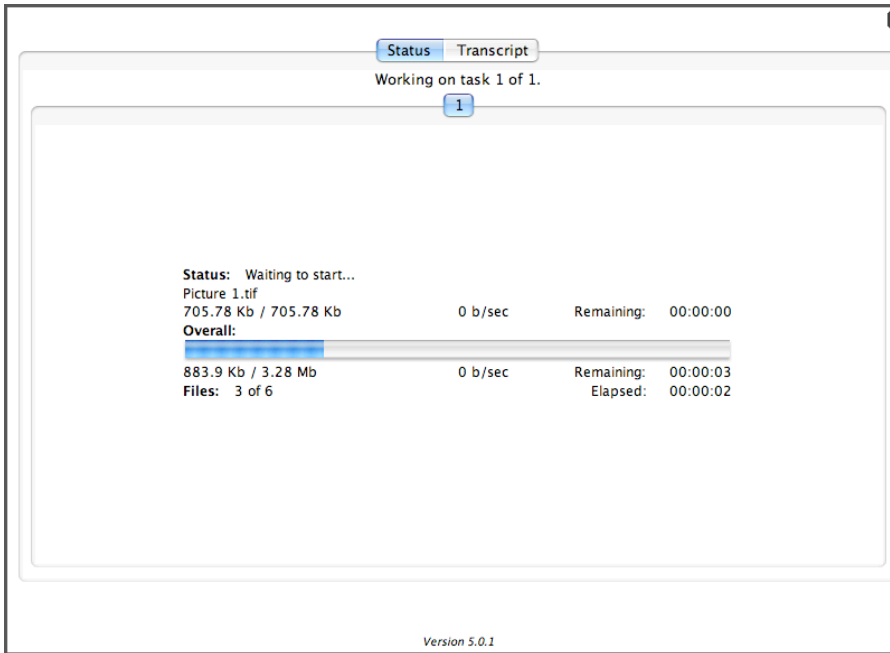 Status Transcript
Working on task 1 of 1.
1
Status: Waiting to start...
Picture 1.tif
705.78 Kb / 705.78 Kb 0 b/sec Remaining: 00:00:00
Overall:
883.9 Kb / 3.28 Mb 0 b/sec Remaining: 00:00:03
Files: 3 of 6 Elapsed: 00:00:02
Version 5.0.1